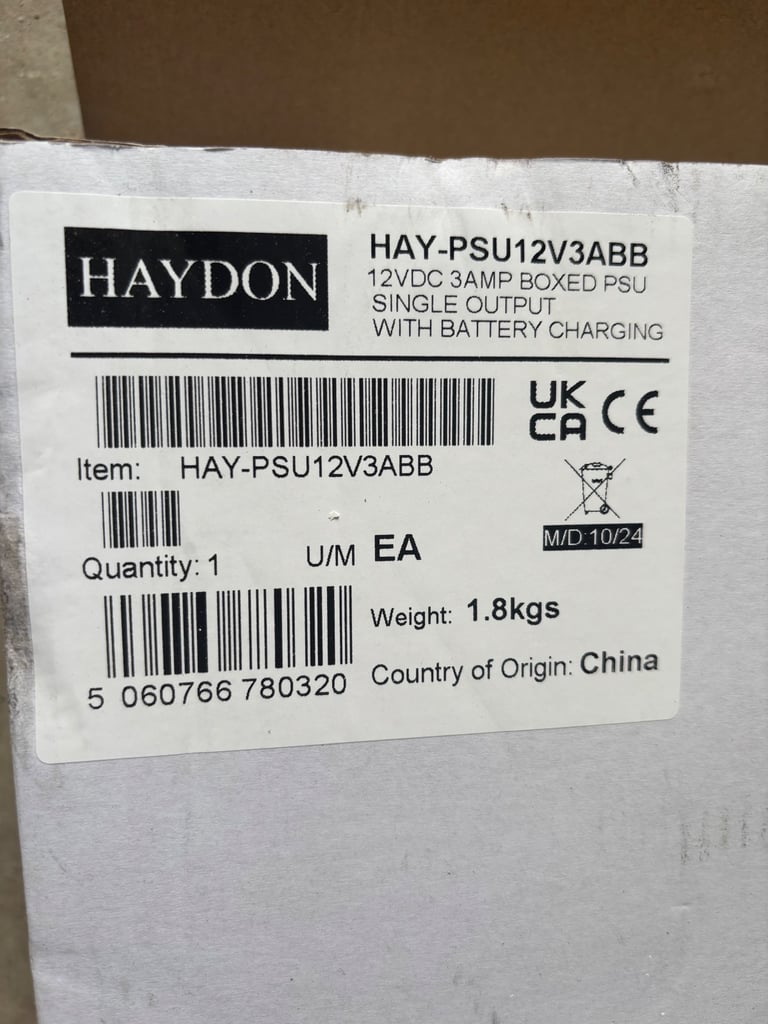 HAYDON
HAY-PSU12V3ABB
12VDC 3AMP BOXED PSU
SINGLE OUTPUT
WITH BATTERY CHARGING
UK
CA CE
Item: HAY-PSU12V3ABB
M/D:10/24
Quantity: 1 U/M EA
Weight: 1.8kgs
Country of Origin: China
5 060766 780320